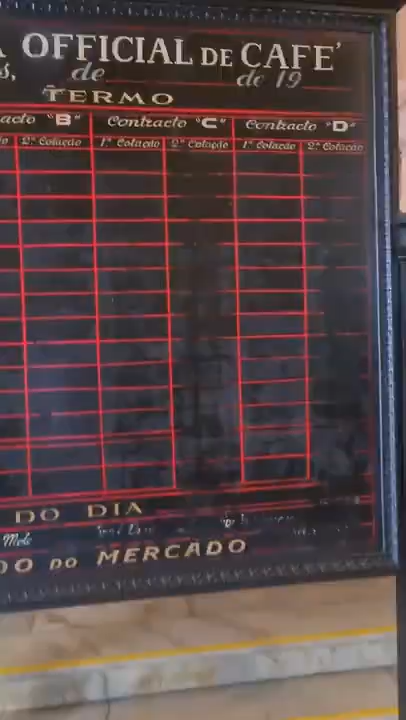 OFFICIAL DE CAFE'
S, de de 19
TERMO
acto "B" Contracto "C" Contracto "D"
2ª Cotação 1ª Cotação 2ª Cotação 1ª Cotação 2ª Cotação
DO DIA
Melo
DO DO MERCADO